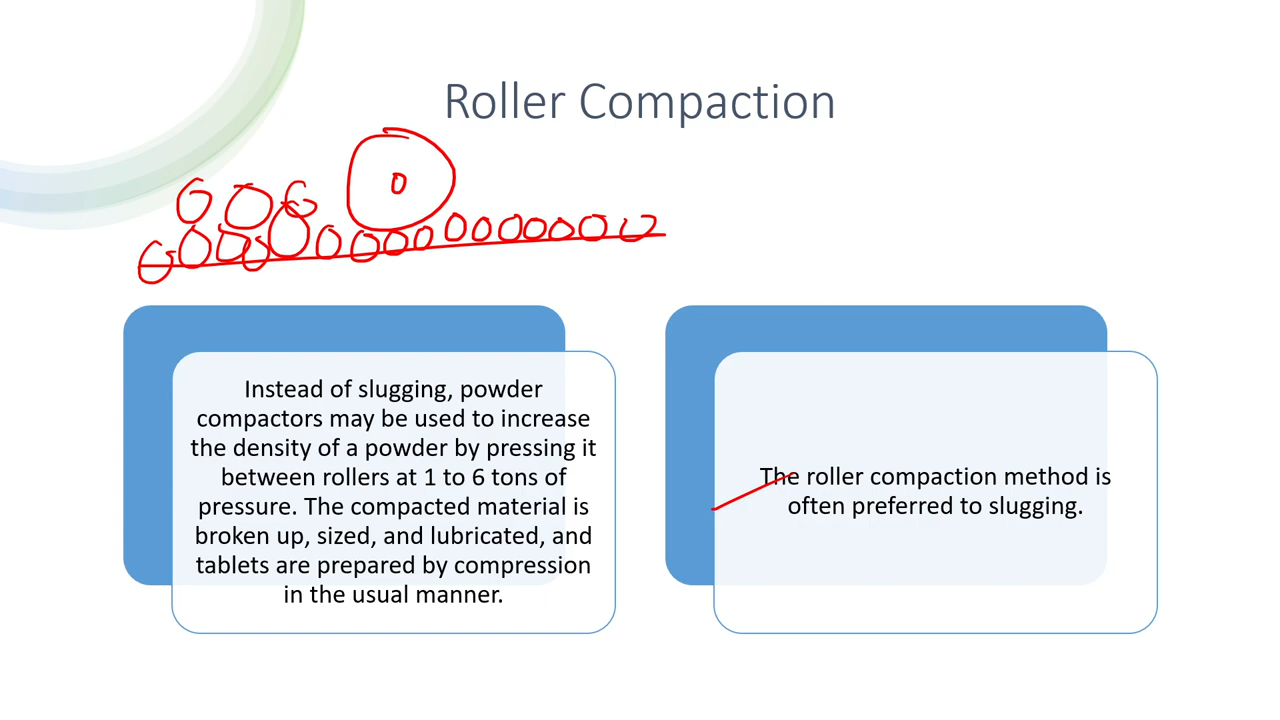 Roller Compaction
Instead of slugging, powder
compactors may be used to increase
the density of a powder by pressing it
between rollers at 1 to 6 tons of
pressure. The compacted material is
broken up, sized, and lubricated, and
tablets are prepared by compression
in the usual manner.
The roller compaction method is
often preferred to slugging.